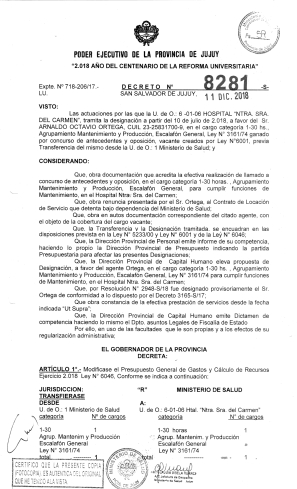 PODER EJECUTIVO DE LA PROVINCIA DE JUJUY
"2.018 AÑO DEL CENTENARIO DE LA REFORMA UNIVERSITARIA"
Expte. Nº 718-206/17.-
DECRETO Nº 8281 -S-
LU.
SAN SALVADOR DE JUJUY, 11 DIC. 2018
VISTO:
Las actuaciones por las que la U. de O.: 6 -01-06 HOSPITAL "NTRA. SRA.
DEL CARMEN", tramita la designación a partir del 10 de julio de 2.018, a favor del Sr.
ARNALDO OCTAVIO ORTEGA, CUIL 23-25831700-9, en el cargo categoría 1-30 hs.,
Agrupamiento Mantenimiento y Producción, Escalafón General, Ley Nº 3161/74 ganado
por concurso de antecedentes y oposición, vacante creados por Ley Nº6001, previa
Transferencia del mismo desde la U. de O.: 1 Ministerio de Salud; y
CONSIDERANDO:
Que, obra documentación que acredita la efectiva realización de llamado a
concurso de antecedentes y oposición, en el cargo categoría 1-30 horas, Agrupamiento
Mantenimiento y Producción, Escalafón General, para cumplir funciones de
Mantenimiento, en el Hospital Ntra. Sra. del Carmen;
Que, obra renuncia presentada por el Sr. Ortega, al Contrato de Locación
de Servicio que detenta bajo dependencia del Ministerio de Salud;
Que, obra en autos documentación correspondiente del citado agente, con
el objeto de la cobertura del cargo vacante;
Que, la Transferencia y la Designación tramitada, se encuadran en las
disposiciones prevista en la Ley Nº 5233/00 y Ley Nº 6001 y de la Ley Nº 6046;
Que, la Dirección Provincial de Personal emite informe de su competencia,
haciendo lo propio la Dirección Provincial de Presupuesto indicando la partida
Presupuestaria para afectar las presentes Designaciones;
Que, la Dirección Provincial de Capital Humano eleva propuesta de
Designación, a favor del agente Ortega, en el cargo categoría 1-30 hs., Agrupamiento
Mantenimiento y Producción, Escalafón General, Ley Nº 3161/74 para cumplir funciones
de Mantenimiento, en el Hospital Ntra. Sra. del Carmen;
Que, por Resolución Nº 2948-S/18 fue designado provisoriamente el Sr.
Ortega de conformidad a lo dispuesto por el Decreto 3165-S/17;
Que obra constancia de la efectiva prestación de servicios desde la fecha
indicada "Ut Supra";
Que, la Dirección Provincial de Capital Humano emite Dictamen de
competencia haciendo lo mismo el Dpto. asuntos Legales de Fiscalía de Estado
Por ello, en uso de las facultades que le son propias y a los efectos de su
regularización administrativa;
EL GOBERNADOR DE LA PROVINCIA
DECRETA:
ARTÍCULO 1º.- Modifícase el Presupuesto General de Gastos y Cálculo de Recursos
Ejercicio 2.018 Ley Nº 6046, Conforme se indica a continuación:
JURISDICCION: "R" MINISTERIO DE SALUD
TRANSFIERASE
DESDE A:
U. de O.: 1 Ministerio de Salud U. de O.: 6-01-06 Htal. "Ntra. Sra. del Carmen"
categoría Nº de cargos categoría Nº de cargos
1-30 1 1-30 horas 1
Agrup. Mantenim y Producción Agrup. Mantenim. y Producción
Escalafón General Escalafón General
Ley Nº 3161/74 Ley Nº 3161/74
total 1 total 1
CERTIFICO QUE LA PRESENTE COPIA
(FOTOCOPIA) ES AUTENTICA DEL ORIGINAL
QUE HE TENIDO A LA VISTA